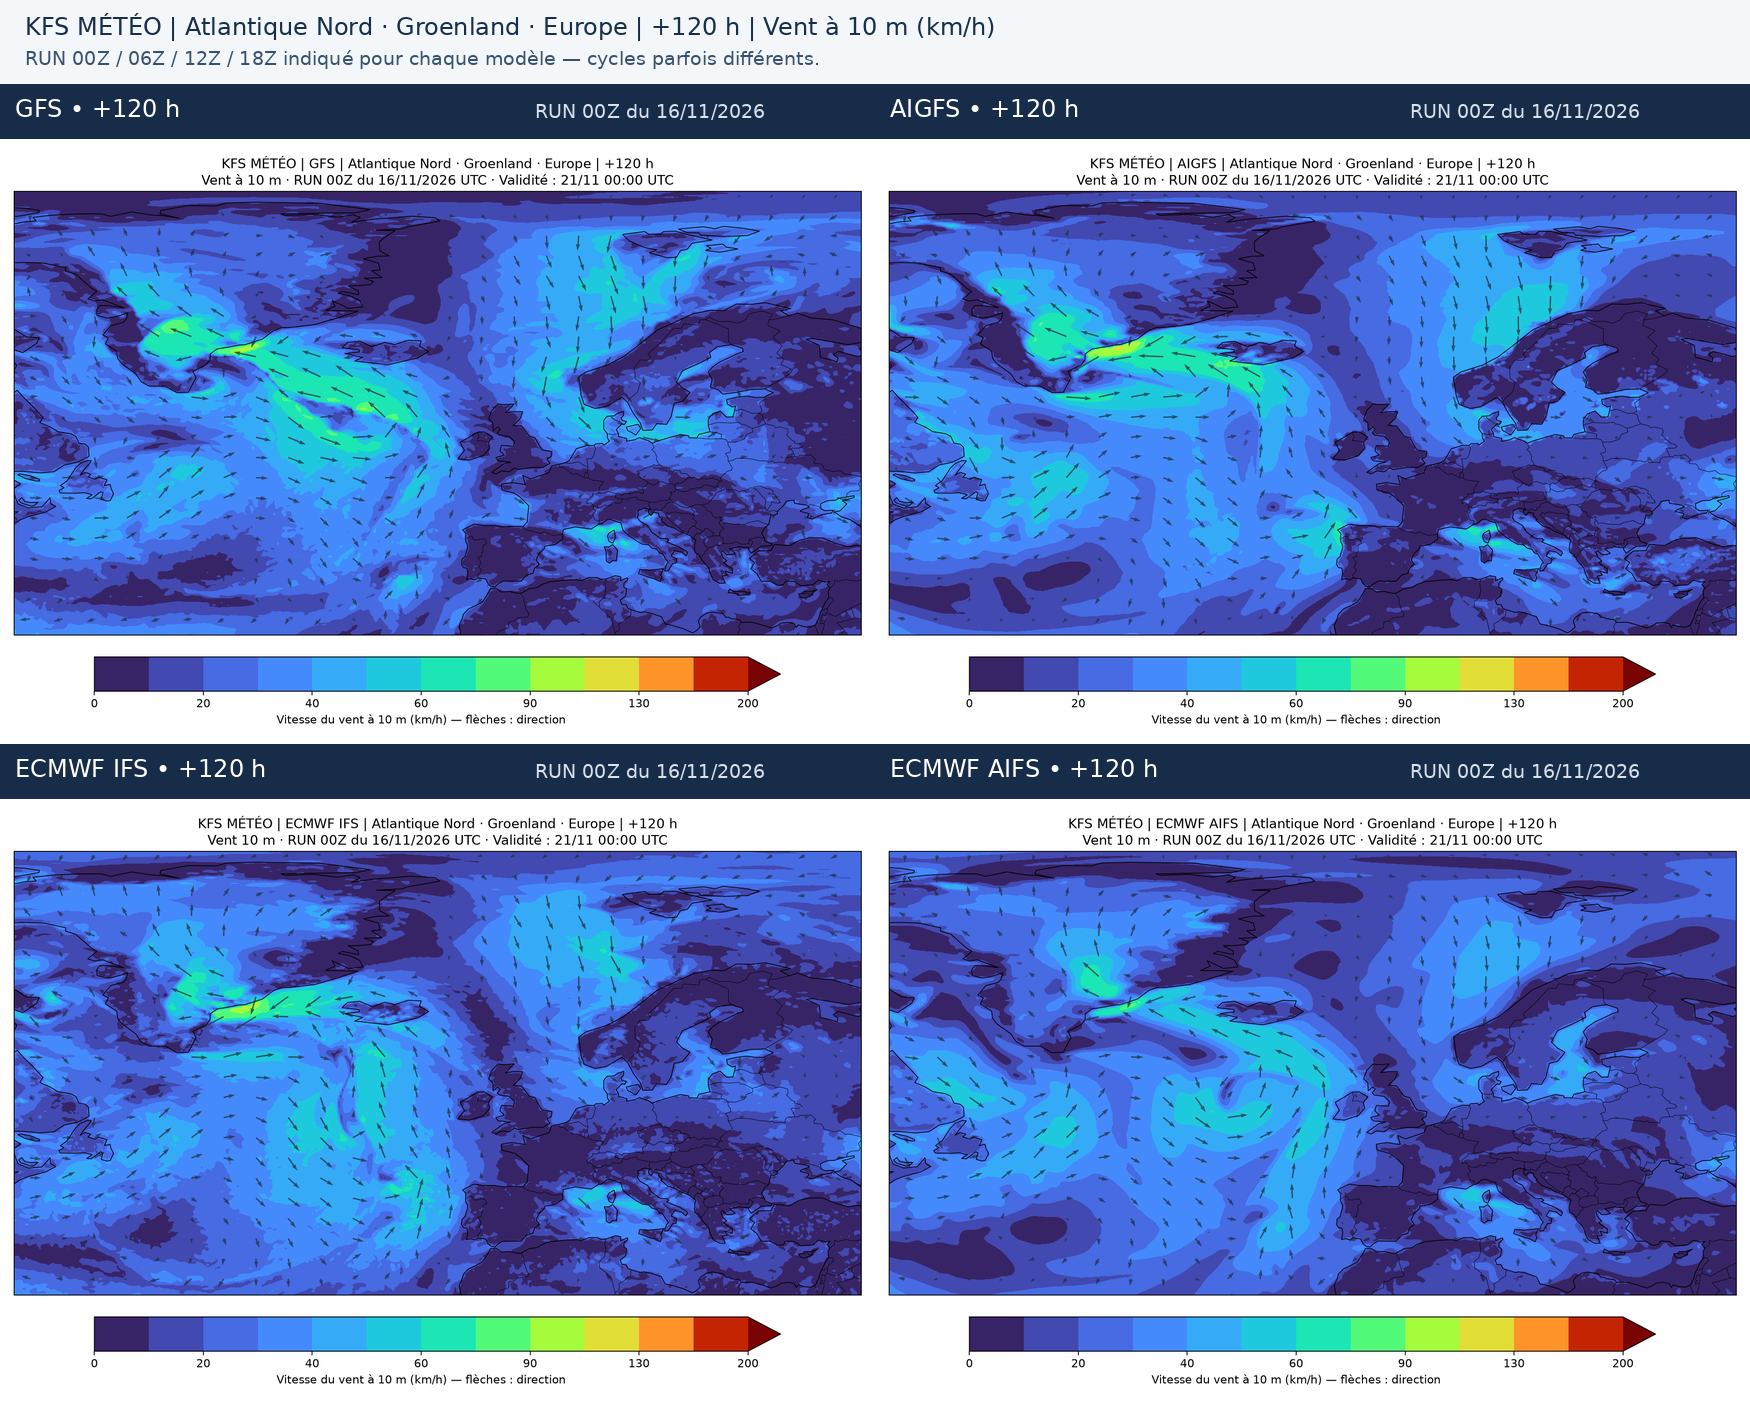 KFS MÉTÉO | Atlantique Nord · Groenland · Europe | +120 h | Vent à 10 m (km/h)
RUN 00Z / 06Z / 12Z / 18Z indiqué pour chaque modèle — cycles parfois différents.
GFS • +120 h
RUN 00Z du 16/11/2026
KFS MÉTÉO | GFS | Atlantique Nord · Groenland · Europe | +120 h
Vent à 10 m · RUN 00Z du 16/11/2026 UTC · Validité : 21/11 00:00 UTC
0 20 40 60 90 130 200
Vitesse du vent à 10 m (km/h) — flèches : direction
AIGFS • +120 h
RUN 00Z du 16/11/2026
KFS MÉTÉO | AIGFS | Atlantique Nord · Groenland · Europe | +120 h
Vent à 10 m · RUN 00Z du 16/11/2026 UTC · Validité : 21/11 00:00 UTC
0 20 40 60 90 130 200
Vitesse du vent à 10 m (km/h) — flèches : direction
ECMWF IFS • +120 h
RUN 00Z du 16/11/2026
KFS MÉTÉO | ECMWF IFS | Atlantique Nord · Groenland · Europe | +120 h
Vent 10 m · RUN 00Z du 16/11/2026 UTC · Validité : 21/11 00:00 UTC
0 20 40 60 90 130 200
Vitesse du vent à 10 m (km/h) — flèches : direction
ECMWF AIFS • +120 h
RUN 00Z du 16/11/2026
KFS MÉTÉO | ECMWF AIFS | Atlantique Nord · Groenland · Europe | +120 h
Vent 10 m · RUN 00Z du 16/11/2026 UTC · Validité : 21/11 00:00 UTC
0 20 40 60 90 130 200
Vitesse du vent à 10 m (km/h) — flèches : direction